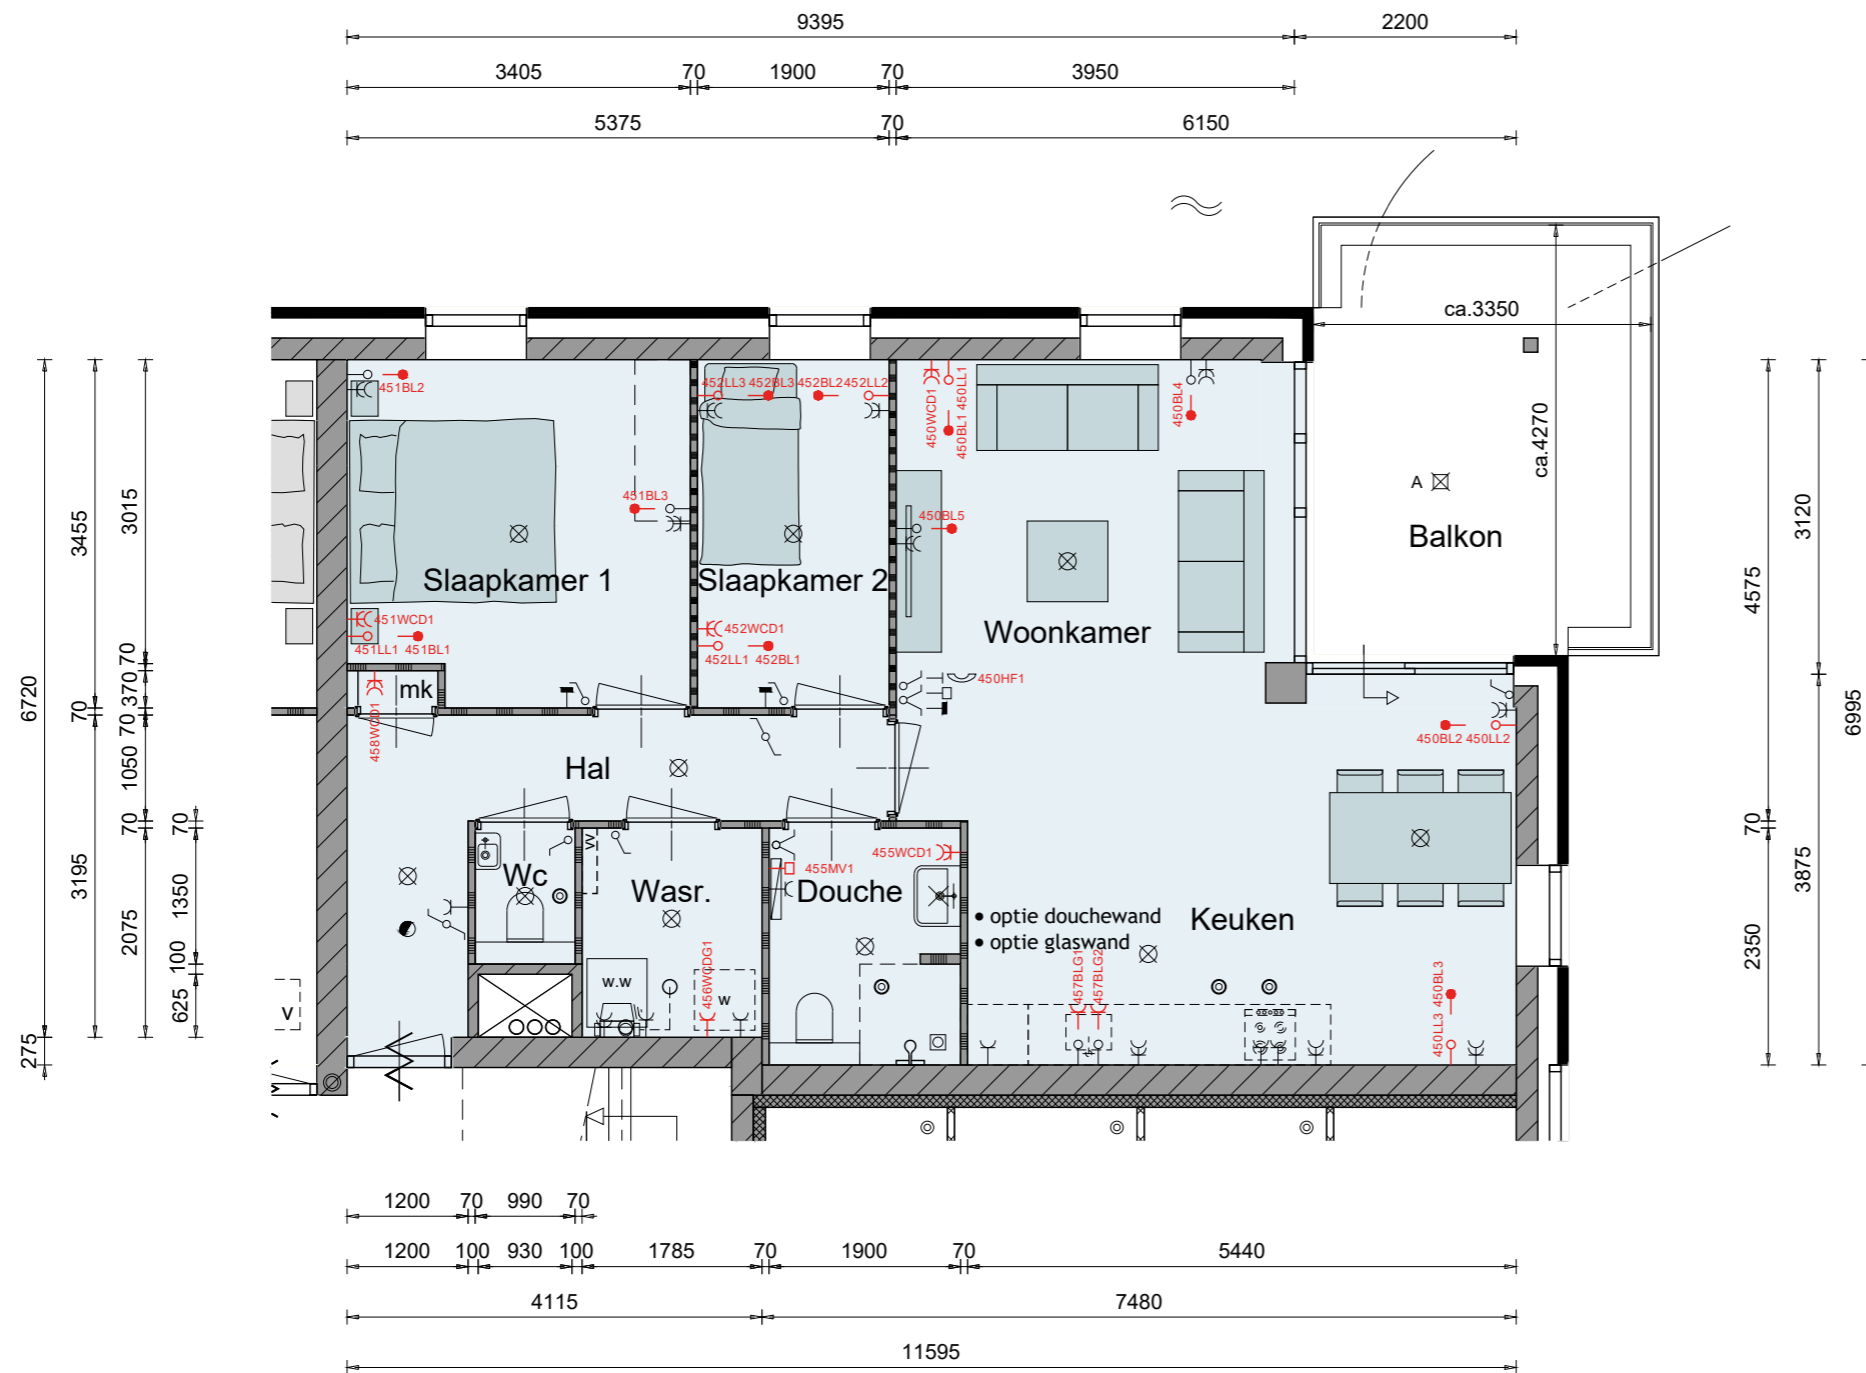 9395 2200
3405 70 1900 70 3950
5375 70 6150
ca.3350
ca.4270
A
Balkon
451BL2
452LL3 452BL3 452BL2 452LL2
450WCD1
450BL1 450LL1
450BL4
451BL3
450BL5
Slaapkamer 1
Slaapkamer 2
Woonkamer
451WCD1
451LL1 451BL1
452WCD1
452LL1 452BL1
450HF1
mk
458WCD1
450BL2 450LL2
Hal
Wc
Wasr.
Douche
Keuken
455MV1
455WCD1
• optie douchewand
• optie glaswand
w.w
w
456WCDG1
457BLG1
457BLG2
450LL3 450BL3
V
6720
275
3455
70
3195
3015
70
370
70
1050
70
2075
70
1350
100
625
4575
70
2350
3120
3875
6995
1200 70 990 70
1200 100 930 100 1785 70 1900 70 5440
4115 7480
11595